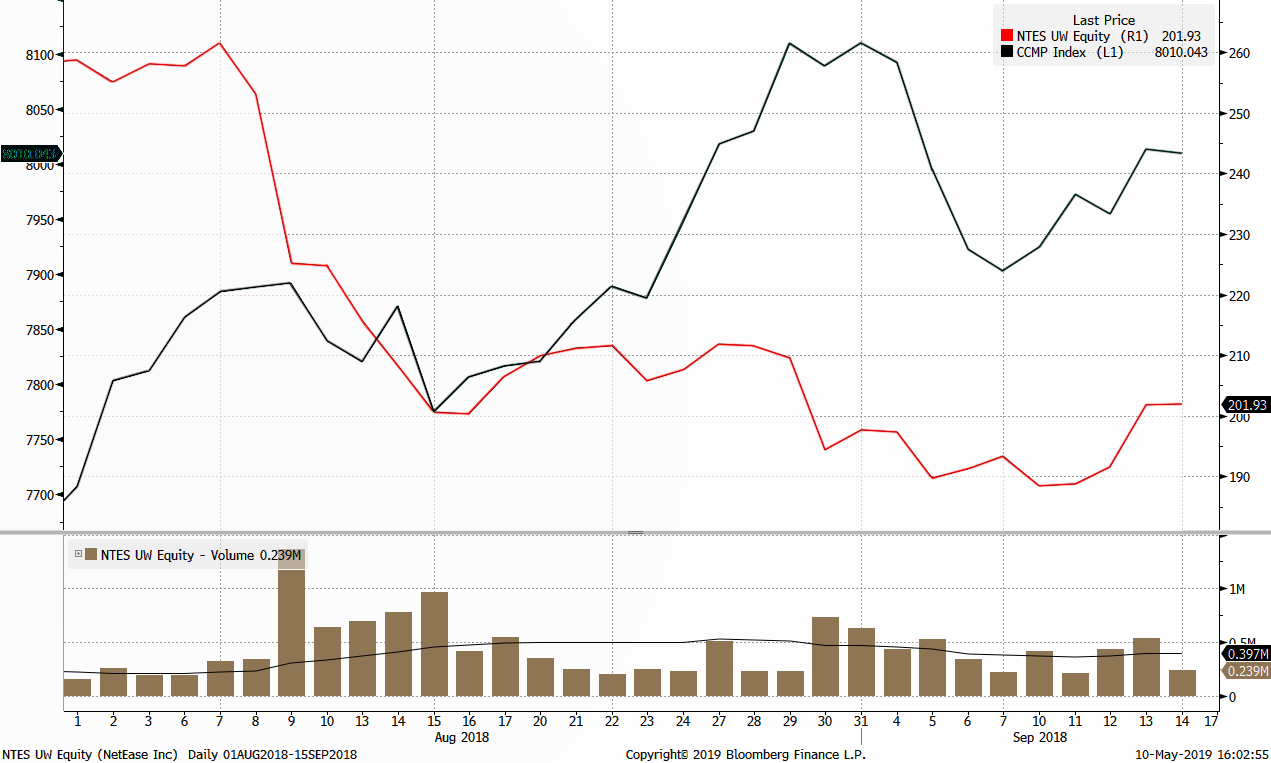 Last Price
NTES UW Equity (R1) 201.93
CCMP Index (L1) 8010.043
8100
8050
8000
7950
7900
7850
7800
7750
7700
260
250
240
230
220
210
201.93
200
190
NTES UW Equity - Volume 0.239M
1M
0.5M
0.397M
0.239M
0
1 2 3 6 7 8 9 10 13 14 15 16 17 20 21 22 23 24 27 28 29 30 31 4 5 6 7 10 11 12 13 14 17
Aug 2018 Sep 2018
NTES UW Equity (NetEase Inc) Daily 01AUG2018-15SEP2018 Copyright© 2019 Bloomberg Finance L.P. 10-May-2019 16:02:55